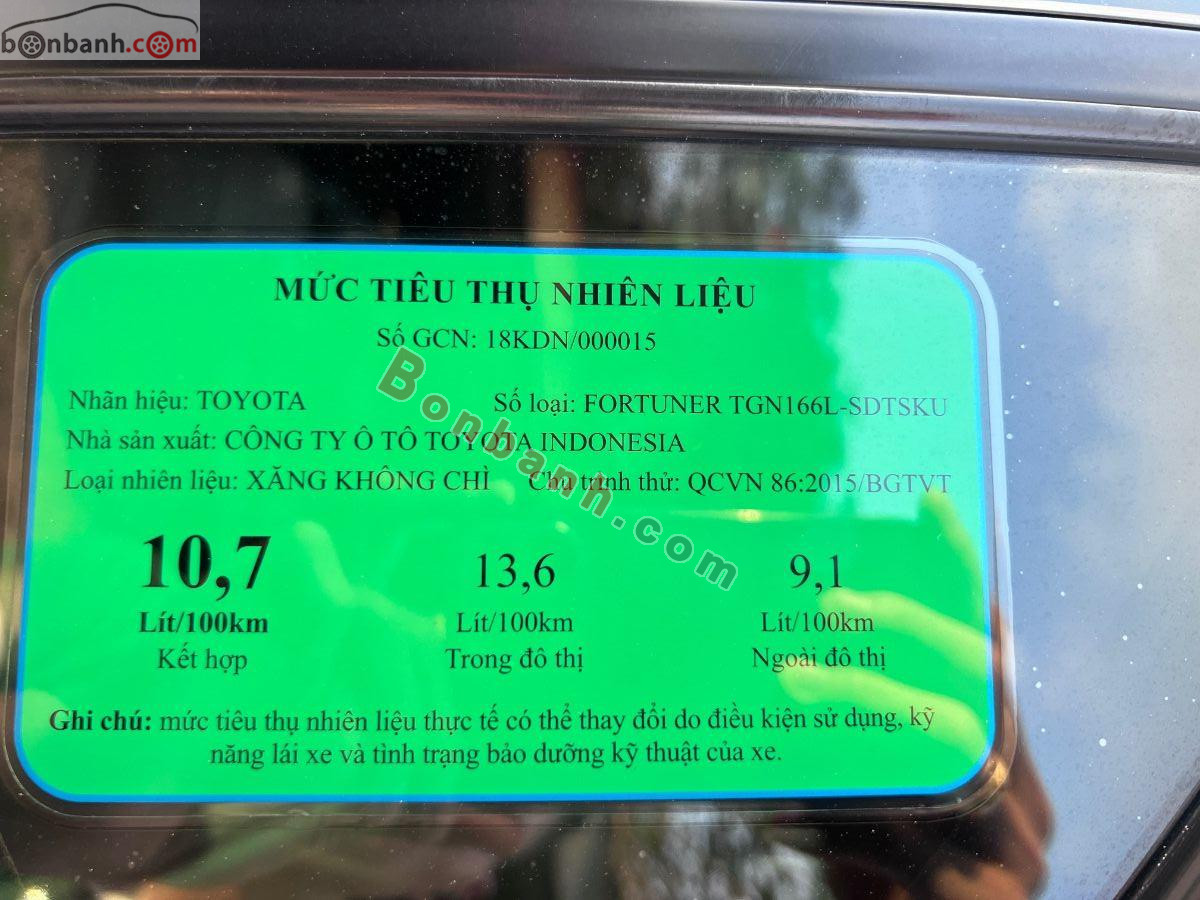 bonbanh.com
MỨC TIÊU THỤ NHIÊN LIỆU
Số GCN: 18KDN/000015
Nhãn hiệu: TOYOTA Số loại: FORTUNER TGN166L-SDTSKU
Nhà sản xuất: CÔNG TY Ô TÔ TOYOTA INDONESIA
Loại nhiên liệu: XĂNG KHÔNG CHÌ Chu trình thử: QCVN 86:2015/BGTVT
10,7 13,6 9,1
Lít/100km Lít/100km Lít/100km
Kết hợp Trong đô thị Ngoài đô thị
Ghi chú: mức tiêu thụ nhiên liệu thực tế có thể thay đổi do điều kiện sử dụng, kỹ
năng lái xe và tình trạng bảo dưỡng kỹ thuật của xe.
Bonbanh.com